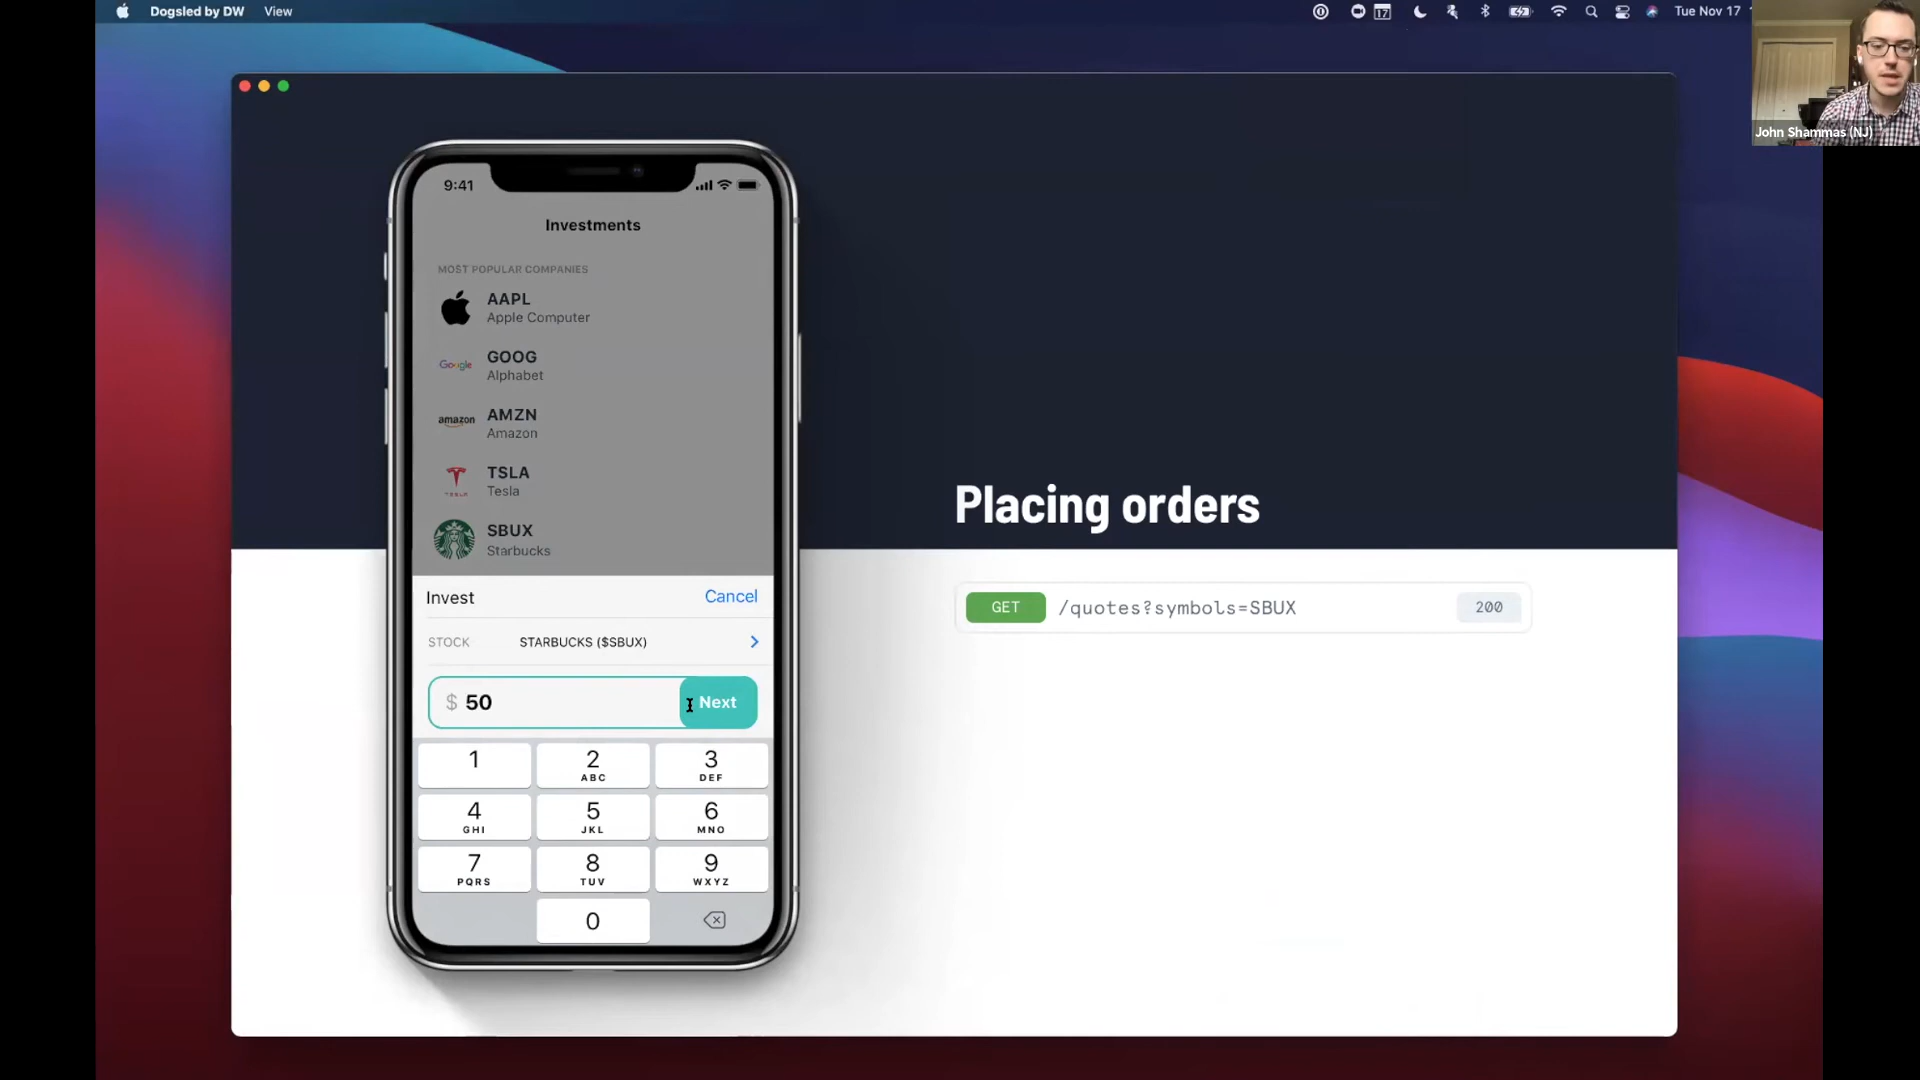 Dogsled by DW View
17
Tue Nov 17
John Shammas (NJ)
9:41
Investments
MOST POPULAR COMPANIES
AAPL
Apple Computer
Google
GOOG
Alphabet
amazon
AMZN
Amazon
TESLA
TSLA
Tesla
SBUX
Starbucks
Invest Cancel
STOCK STARBUCKS ($SBUX)
$ 50 Next
1 2 3
ABC DEF
4 5 6
GHI JKL MNO
7 8 9
PQRS TUV WXYZ
0
Placing orders
GET /quotes?symbols=SBUX 200